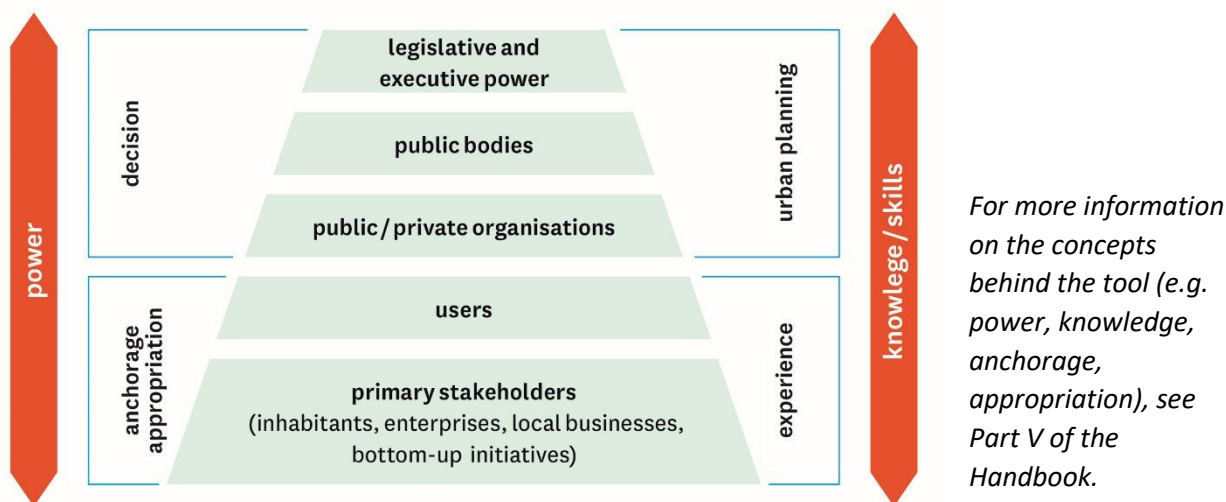 power
decision
anchorage
appropriation
legislative and
executive power
public bodies
public / private organisations
users
primary stakeholders
(inhabitants, enterprises, local businesses,
bottom-up initiatives)
urban planning
experience
knowlege / skills
For more information
on the concepts
behind the tool (e.g.
power, knowledge,
anchorage,
appropriation), see
Part V of the
Handbook.